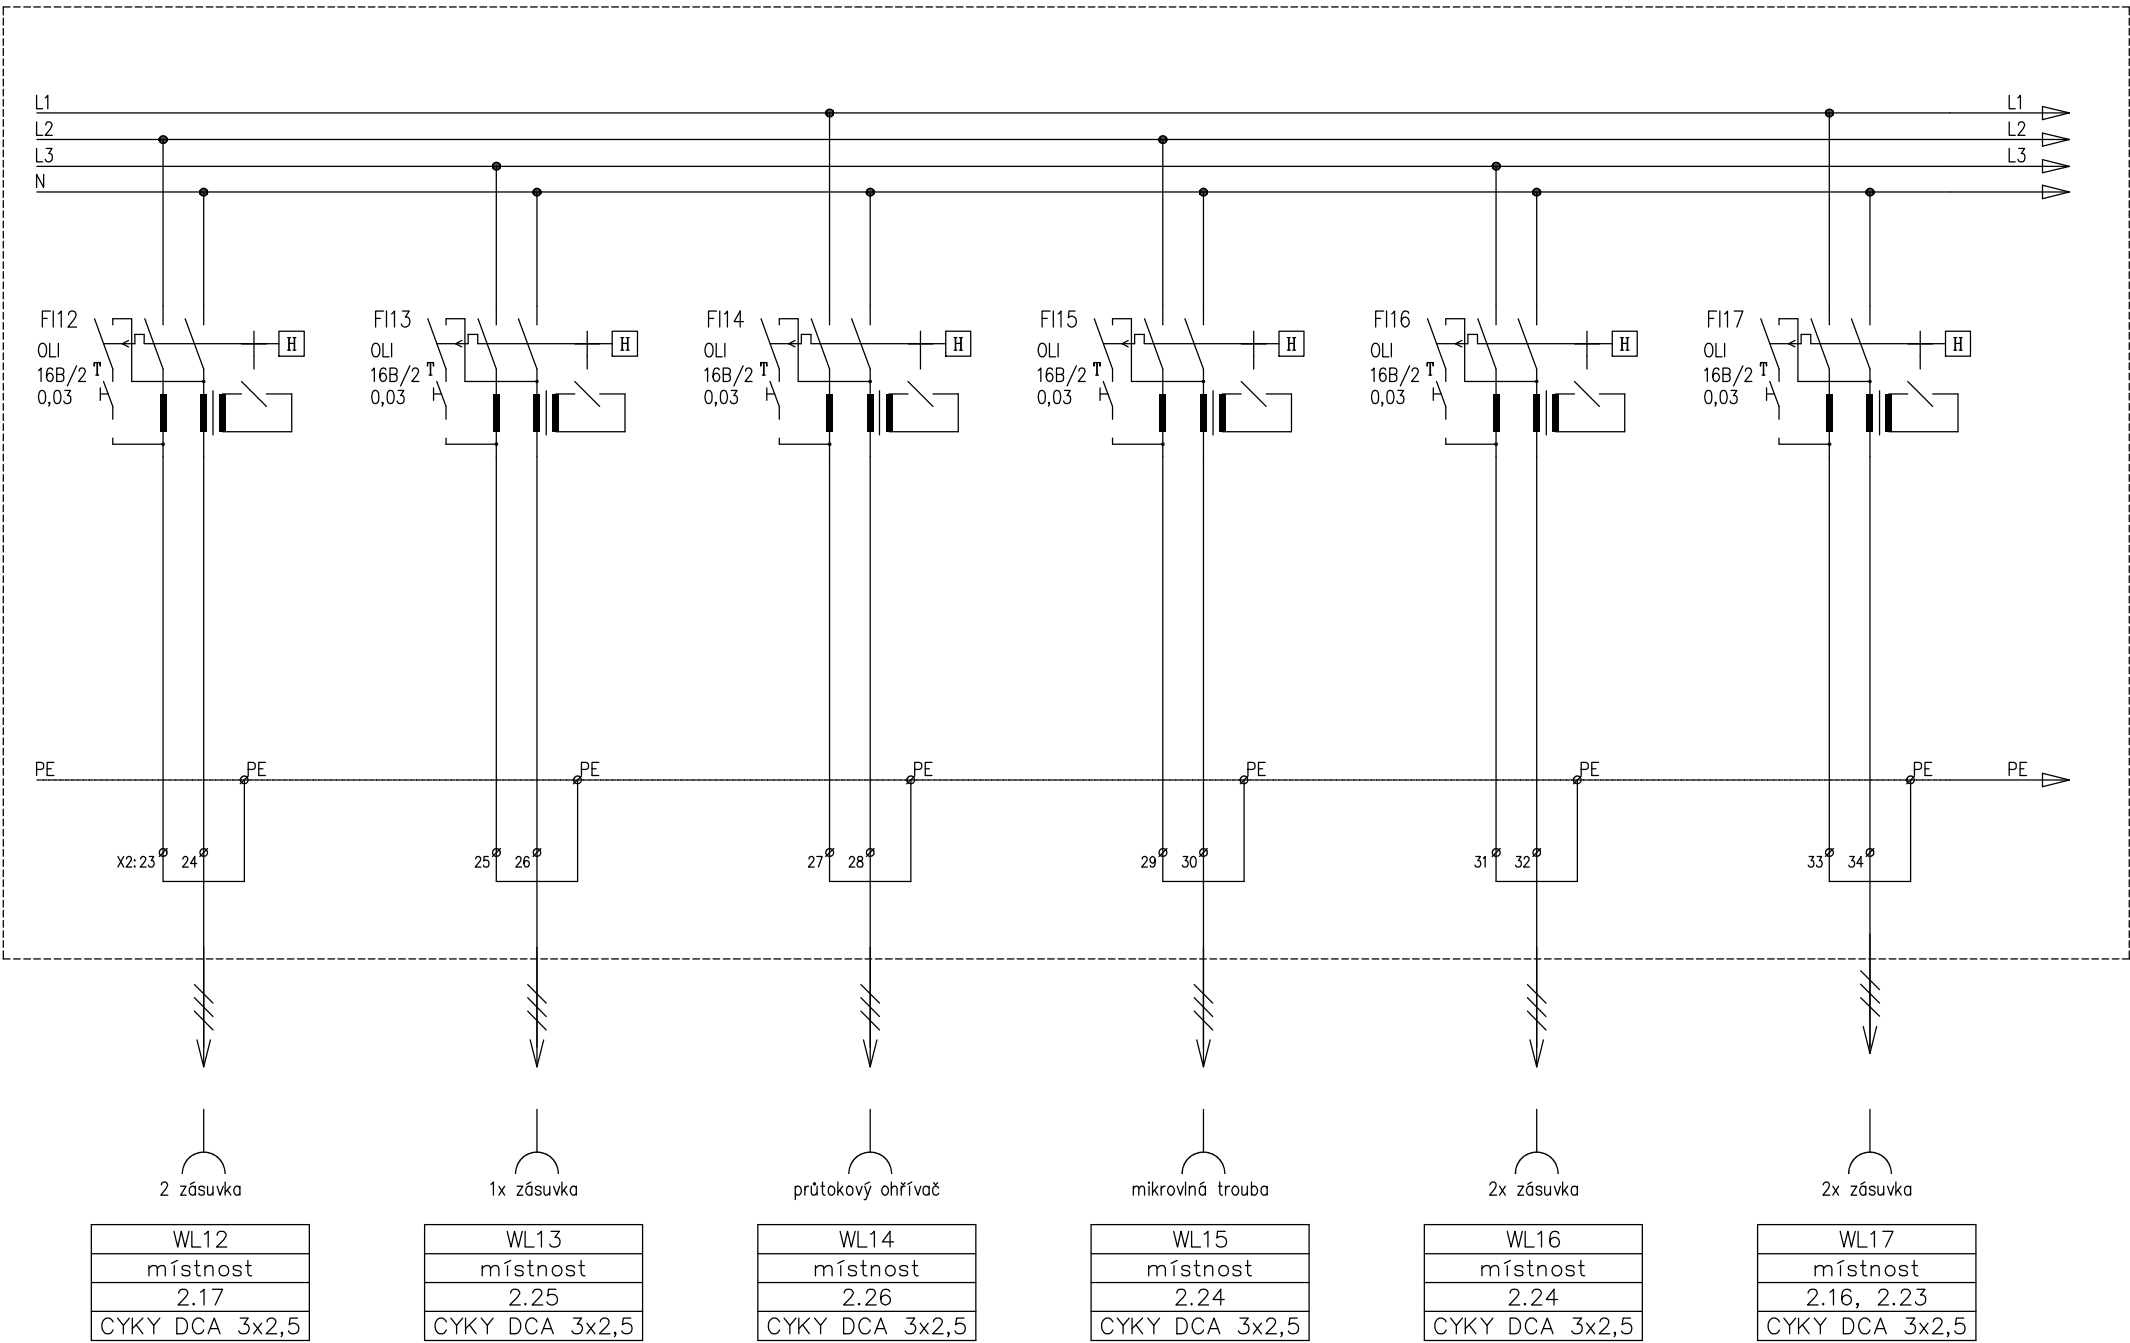 L1 L1
L2 L2
L3 L3
N
FI12 FI13 FI14 FI15 FI16 FI17
H H H H H H
OLI OLI OLI OLI OLI OLI
16B/2 T 16B/2 T 16B/2 T 16B/2 T 16B/2 T 16B/2 T
0,03 0,03 0,03 0,03 0,03 0,03
PE PE PE PE PE PE PE PE
X2:23 24 25 26 27 28 29 30 31 32 33 34
2 zásuvka 1x zásuvka průtokový ohřívač mikrovlná trouba 2x zásuvka 2x zásuvka
WL12 WL13 WL14 WL15 WL16 WL17
místnost místnost místnost místnost místnost místnost
2.17 2.25 2.26 2.24 2.24 2.16, 2.23
CYKY DCA 3x2,5 CYKY DCA 3x2,5 CYKY DCA 3x2,5 CYKY DCA 3x2,5 CYKY DCA 3x2,5 CYKY DCA 3x2,5